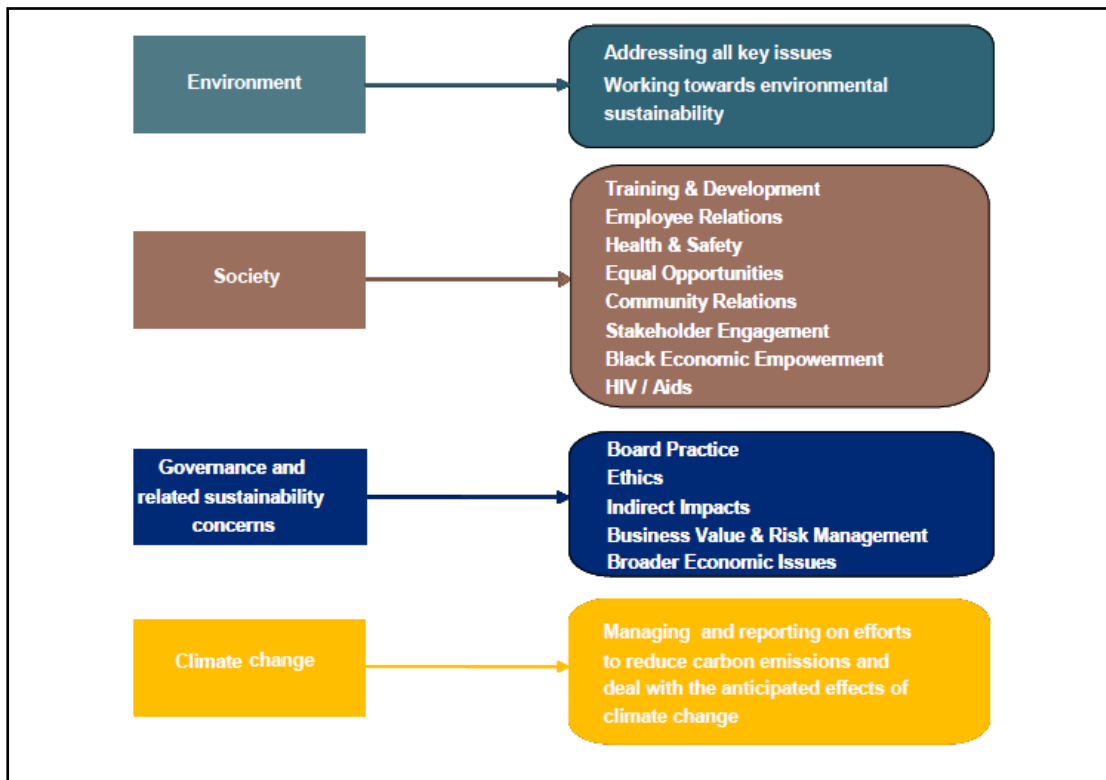 Environment
Addressing all key issues
Working towards environmental
sustainability
Society
Training & Development
Employee Relations
Health & Safety
Equal Opportunities
Community Relations
Stakeholder Engagement
Black Economic Empowerment
HIV / Aids
Governance and
related sustainability
concerns
Board Practice
Ethics
Indirect Impacts
Business Value & Risk Management
Broader Economic Issues
Climate change
Managing and reporting on efforts
to reduce carbon emissions and
deal with the anticipated effects of
climate change